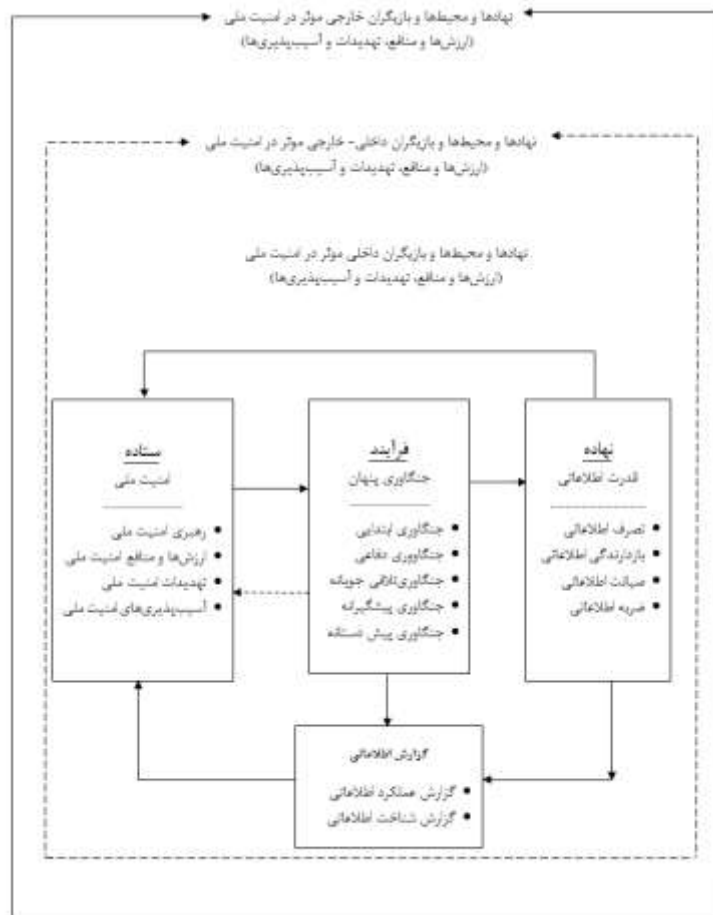 نهادها و محیط‌ها و بازیگران خارجی موثر در امنیت ملی
(ارزش‌ها و منافع، تهدیدات و آسیب‌پذیری‌ها)
نهادها و محیط‌ها و بازیگران داخلی- خارجی موثر در امنیت ملی
(ارزش‌ها و منافع، تهدیدات و آسیب‌پذیری‌ها)
نهادها و محیط‌ها و بازیگران داخلی موثر در امنیت ملی
(ارزش‌ها و منافع، تهدیدات و آسیب‌پذیری‌ها)
نهاده
قدرت اطلاعاتی
تصرف اطلاعاتی
بازدارندگی اطلاعاتی
صیانت اطلاعاتی
ضربه اطلاعاتی
فرآیند
جنگاوری پنهان
جنگاوری ابتدایی
جنگاووری دفاعی
جنگاوری‌تلافی جویانه
جنگاوری پیشگیرانه
جنگاوری پیش دستاده
ستاده
امنیت ملی
رهبری امنیت ملی
ارزش‌ها و منافع امنیت ملی
تهدیدات امنیت ملی
آسیب‌پذیری‌های امنیت ملی
گزارش اطلاعاتی
گزارش عملکرد اطلاعاتی
گزارش شناخت اطلاعاتی